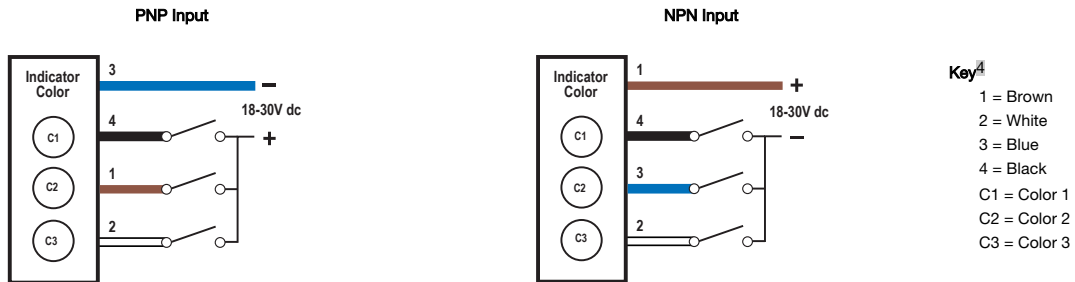 PNP Input
Indicator
Color
3
18-30V dc
4
C1
1
C2
2
C3
NPN Input
Indicator
Color
1
18-30V dc
4
C1
3
C2
2
C3
Key4
1 = Brown
2 = White
3 = Blue
4 = Black
C1 = Color 1
C2 = Color 2
C3 = Color 3